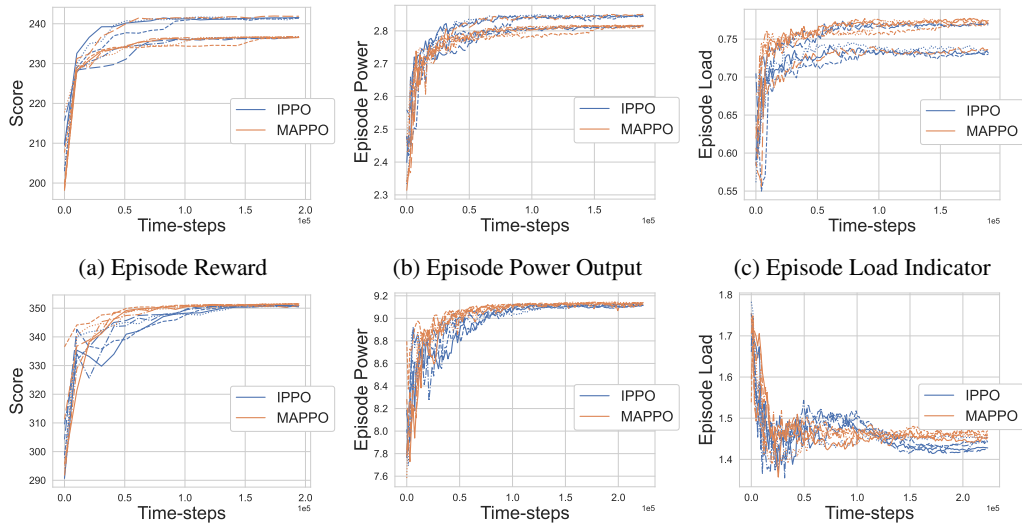 240
230
220
210
200
Score
IPPO
MAPPO
0.0 0.5 1.0 1.5 2.0
1e5
Time-steps
(a) Episode Reward
2.8
2.7
2.6
2.5
2.4
2.3
Episode Power
IPPO
MAPPO
0.0 0.5 1.0 1.5
1e5
Time-steps
(b) Episode Power Output
0.75
0.70
0.65
0.60
0.55
Episode Load
IPPO
MAPPO
0.0 0.5 1.0 1.5
1e5
Time-steps
(c) Episode Load Indicator
350
340
330
320
310
300
290
Score
IPPO
MAPPO
0.0 0.5 1.0 1.5 2.0
1e5
Time-steps
9.2
9.0
8.8
8.6
8.4
8.2
8.0
7.8
7.6
Episode Power
IPPO
MAPPO
0.0 0.5 1.0 1.5 2.0
1e5
Time-steps
1.8
1.7
1.6
1.5
1.4
Episode Load
IPPO
MAPPO
0.0 0.5 1.0 1.5 2.0
1e5
Time-steps